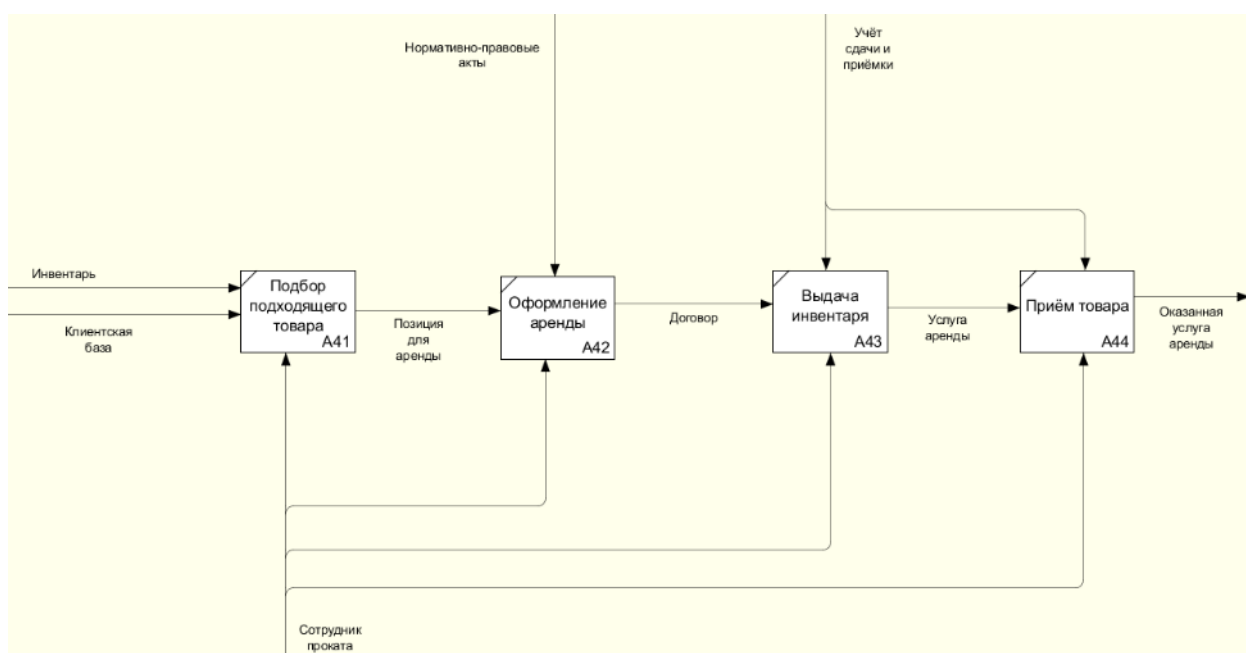 Нормативно-правовые
акты
Учёт
сдачи и
приёмки
Инвентарь
Клиентская
база
Подбор
подходящего
товара
A41
Позиция
для
аренды
Оформление
аренды
A42
Договор
Выдача
инвентаря
A43
Услуга
аренды
Приём товара
A44
Оказанная
услуга
аренды
Сотрудник
проката